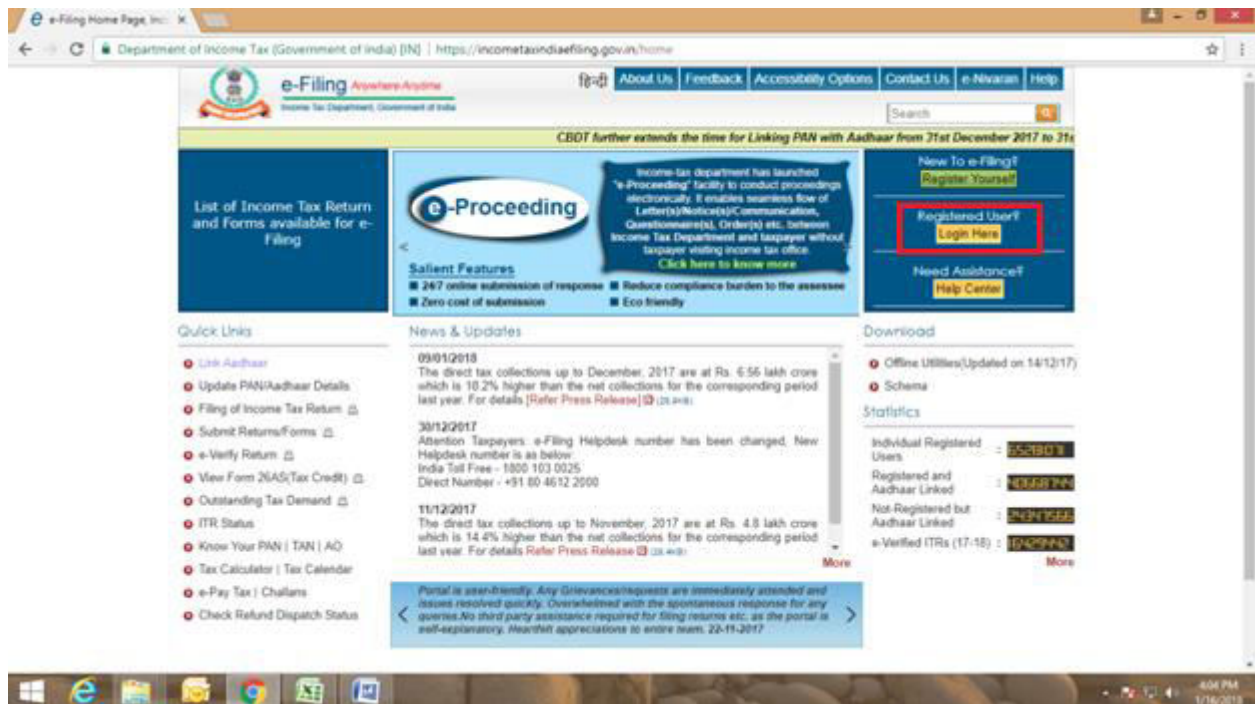 e-Filing Home Page, Inc
Department of Income Tax (Government of India) [IN] | https://incometaxindiaefiling.gov.in/home
e-Filing Anywhere Anytime
Income Tax Department, Government of India
हिन्दी About Us Feedback Accessibility Options Contact Us e-Nivaran Help
Search
CBDT further extends the time for Linking PAN with Aadhaar from 31st December 2017 to 31s
List of Income Tax Return
and Forms available for e-
Filing
e-Proceeding
Income-tax department has launched
"e-Proceeding" facility to conduct proceedings
electronically. It enables seamless flow of
Letter(s)/Notice(s)/Communication,
Questionnaire(s), Order(s) etc. between
Income Tax Department and taxpayer without
taxpayer visiting income tax office.
Click here to know more
Salient Features
24/7 online submission of response
Reduce compliance burden to the assessee
Zero cost of submission
Eco friendly
New To e-Filing?
Register Yourself
Registered User?
Login Here
Need Assistance?
Help Center
Quick Links
Link Aadhaar
Update PAN/Aadhaar Details
Filing of Income Tax Return
Submit Returns/Forms
e-Verify Return
View Form 26AS(Tax Credit)
Outstanding Tax Demand
ITR Status
Know Your PAN | TAN | AO
Tax Calculator | Tax Calendar
e-Pay Tax | Challans
Check Refund Dispatch Status
News & Updates
09/01/2018
The direct tax collections up to December, 2017 are at Rs. 6.56 lakh crore
which is 18.2% higher than the net collections for the corresponding period
last year. For details [Refer Press Release]
30/12/2017
Attention Taxpayers: e-Filing Helpdesk number has been changed, New
Helpdesk number is as below:
India Toll Free - 1800 103 0025
Direct Number - +91 80 4612 2000
11/12/2017
The direct tax collections up to November, 2017 are at Rs. 4.8 lakh crore
which is 14.4% higher than the net collections for the corresponding period
last year. For details Refer Press Release
More
Portal is user-friendly. Any Grievances/requests are immediately attended and
issues resolved quickly. Overwhelmed with the spontaneous response for any
queries.No third party assistance required for filing returns etc. as the portal is
self-explanatory. Heartfelt appreciations to entire team. 22-11-2017
Download
Offline Utilities(Updated on 14/12/17)
Schema
Statistics
Individual Registered
Users :
Registered and
Aadhaar Linked : 40668744
Not-Registered but
Aadhaar Linked : 24347566
e-Verified ITRs (17-18) : 16429442
More
4:04 PM
1/16/2018